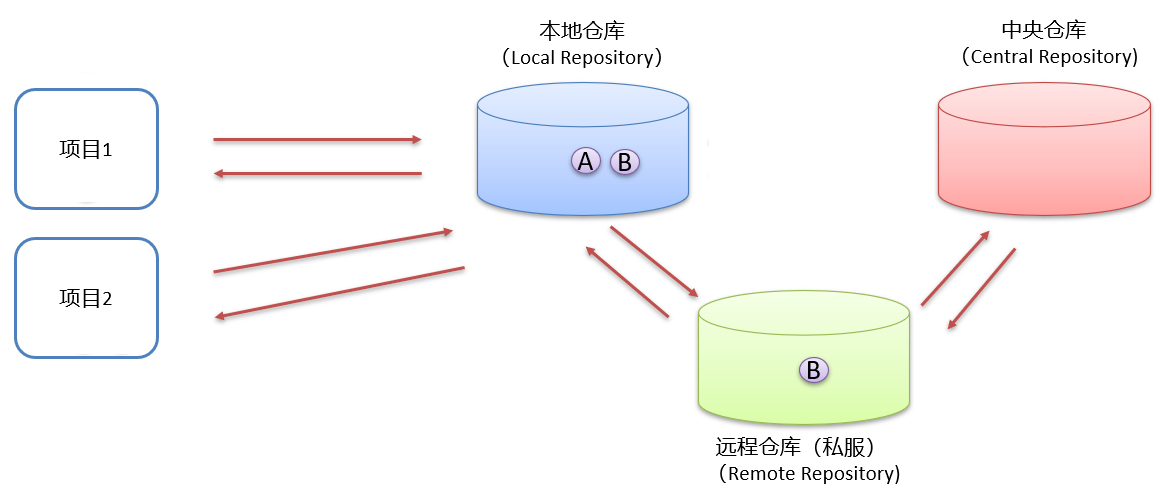 本地仓库
（Local Repository）
中央仓库
（Central Repository)
项目1
A B
项目2
B
远程仓库（私服）
（Remote Repository)